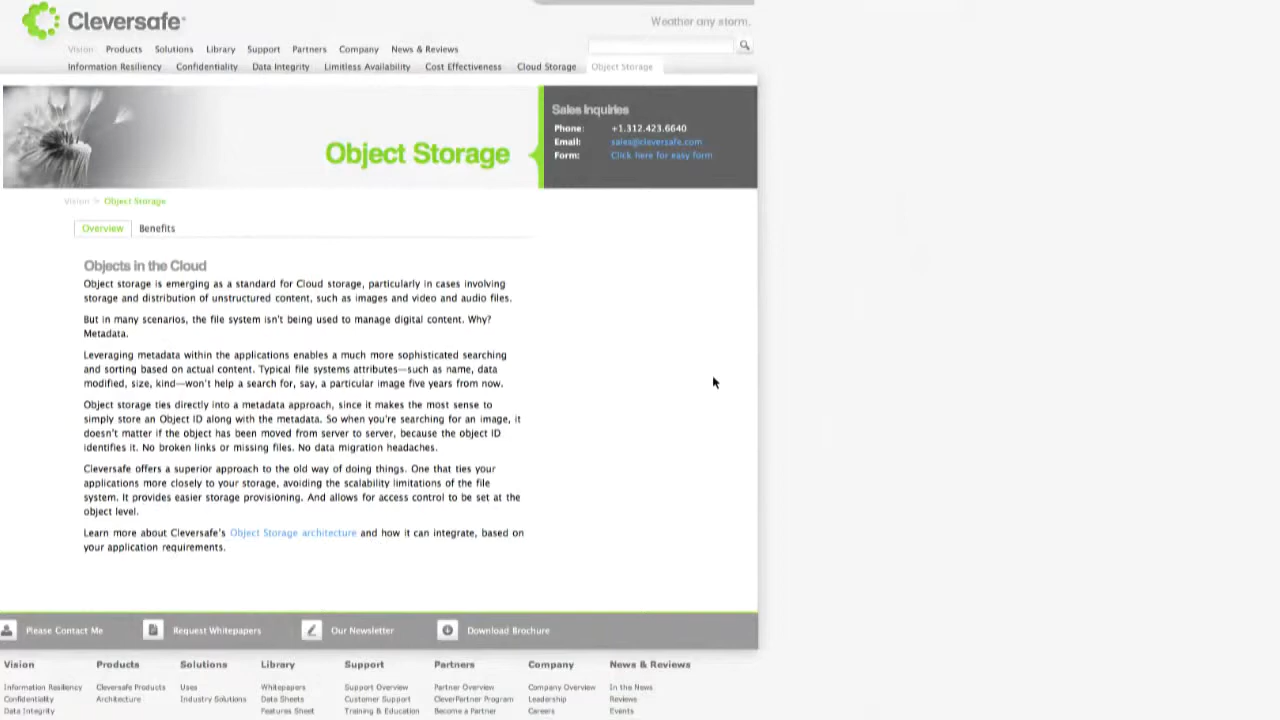 Cleversafe®
Weather any storm.
Vision Products Solutions Library Support Partners Company News & Reviews
Information Resiliency Confidentiality Data Integrity Limitless Availability Cost Effectiveness Cloud Storage Object Storage
Object Storage
Sales Inquiries
Phone: +1.312.423.6640
Email: sales@cleversafe.com
Form: Click here for easy form
Vision > Object Storage
Overview Benefits
Objects in the Cloud
Object storage is emerging as a standard for Cloud storage, particularly in cases involving
storage and distribution of unstructured content, such as images and video and audio files.
But in many scenarios, the file system isn't being used to manage digital content. Why?
Metadata.
Leveraging metadata within the applications enables a much more sophisticated searching
and sorting based on actual content. Typical file systems attributes—such as name, data
modified, size, kind—won't help a search for, say, a particular image five years from now.
Object storage ties directly into a metadata approach, since it makes the most sense to
simply store an Object ID along with the metadata. So when you're searching for an image, it
doesn't matter if the object has been moved from server to server, because the object ID
identifies it. No broken links or missing files. No data migration headaches.
Cleversafe offers a superior approach to the old way of doing things. One that ties your
applications more closely to your storage, avoiding the scalability limitations of the file
system. It provides easier storage provisioning. And allows for access control to be set at the
object level.
Learn more about Cleversafe's Object Storage architecture and how it can integrate, based on
your application requirements.
Please Contact Me Request Whitepapers Our Newsletter Download Brochure
Vision Products Solutions Library Support Partners Company News & Reviews
Information Resiliency Cleversafe Products Uses Whitepapers Support Overview Partner Overview Company Overview In the News
Confidentiality Architecture Industry Solutions Data Sheets Customer Support CleverPartner Program Leadership Reviews
Data Integrity Features Sheet Training & Education Become a Partner Careers Events